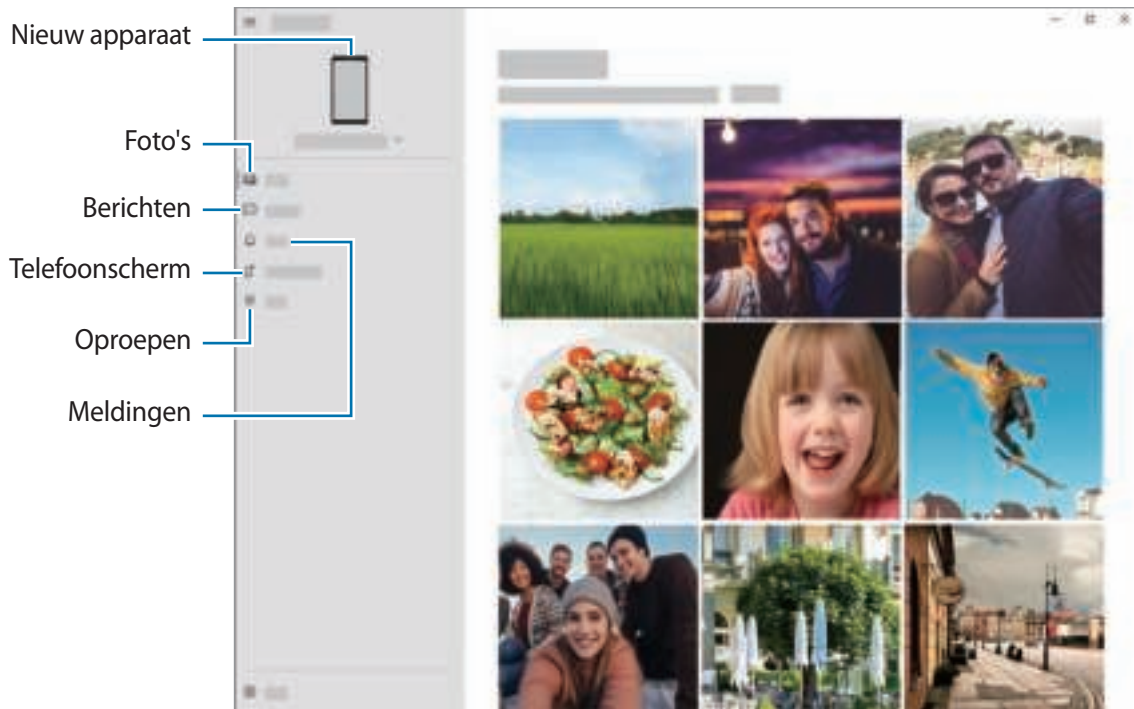 Nieuw apparaat
Foto's
Berichten
Telefoonscherm
Oproepen
Meldingen